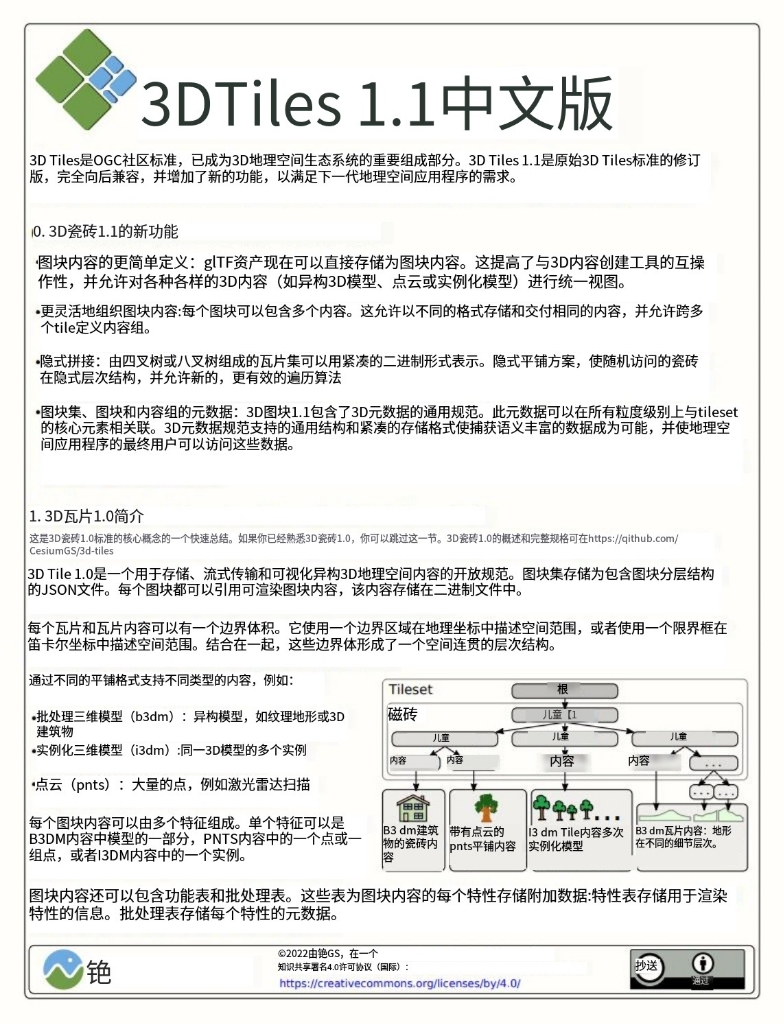 3DTiles 1.1中文版
3D Tiles是OGC社区标准，已成为3D地理空间生态系统的重要组成部分。3D Tiles 1.1是原始3D Tiles标准的修订
版，完全向后兼容，并增加了新的功能，以满足下一代地理空间应用程序的需求。
0. 3D瓷砖1.1的新功能
•图块内容的更简单定义：glTF资产现在可以直接存储为图块内容。这提高了与3D内容创建工具的互操
作性，并允许对各种各样的3D内容（如异构3D模型、点云或实例化模型）进行统一视图。
•更灵活地组织图块内容:每个图块可以包含多个内容。这允许以不同的格式存储和交付相同的内容，并允许跨多
个tile定义内容组。
•隐式拼接：由四叉树或八叉树组成的瓦片集可以用紧凑的二进制形式表示。隐式平铺方案，使随机访问的瓷砖
在隐式层次结构，并允许新的，更有效的遍历算法
•图块集、图块和内容组的元数据：3D图块1.1包含了3D元数据的通用规范。此元数据可以在所有粒度级别上与tileset
的核心元素相关联。3D元数据规范支持的通用结构和紧凑的存储格式使捕获语义丰富的数据成为可能，并使地理空
间应用程序的最终用户可以访问这些数据。
1. 3D瓦片1.0简介
这是3D瓷砖1.0标准的核心概念的一个快速总结。如果你已经熟悉3D瓷砖1.0，你可以跳过这一节。3D瓷砖1.0的概述和完整规格可在https://qithub.com/
CesiumGS/3d-tiles
3D Tile 1.0是一个用于存储、流式传输和可视化异构3D地理空间内容的开放规范。图块集存储为包含图块分层结构
的JSON文件。每个图块都可以引用可渲染图块内容，该内容存储在二进制文件中。
每个瓦片和瓦片内容可以有一个边界体积。它使用一个边界区域在地理坐标中描述空间范围，或者使用一个限界框在
笛卡尔坐标中描述空间范围。结合在一起，这些边界体形成了一个空间连贯的层次结构。
通过不同的平铺格式支持不同类型的内容，例如：
•批处理三维模型（b3dm）：异构模型，如纹理地形或3D
建筑物
•实例化三维模型（i3dm）:同一3D模型的多个实例
•点云（pnts）：大量的点，例如激光雷达扫描
每个图块内容可以由多个特征组成。单个特征可以是
B3DM内容中模型的一部分，PNTS内容中的一个点或一
组点，或者I3DM内容中的一个实例。
Tileset
根
磁砖
儿童【1
儿童
儿童
儿童
内容
内容
内容
内容
...
... ...
B3 dm建筑
物的瓷砖内
容
带有点云的
pnts平铺内容
I3 dm Tile内容多次
实例化模型
B3 dm瓦片内容：地形
在不同的细节层次。
图块内容还可以包含功能表和批处理表。这些表为图块内容的每个特性存储附加数据:特性表存储用于渲染
特性的信息。批处理表存储每个特性的元数据。
铯
©2022由铯GS，在一个
知识共享署名4.0许可协议（国际）：
https://creativecommons.org/licenses/by/4.0/
抄送
通过